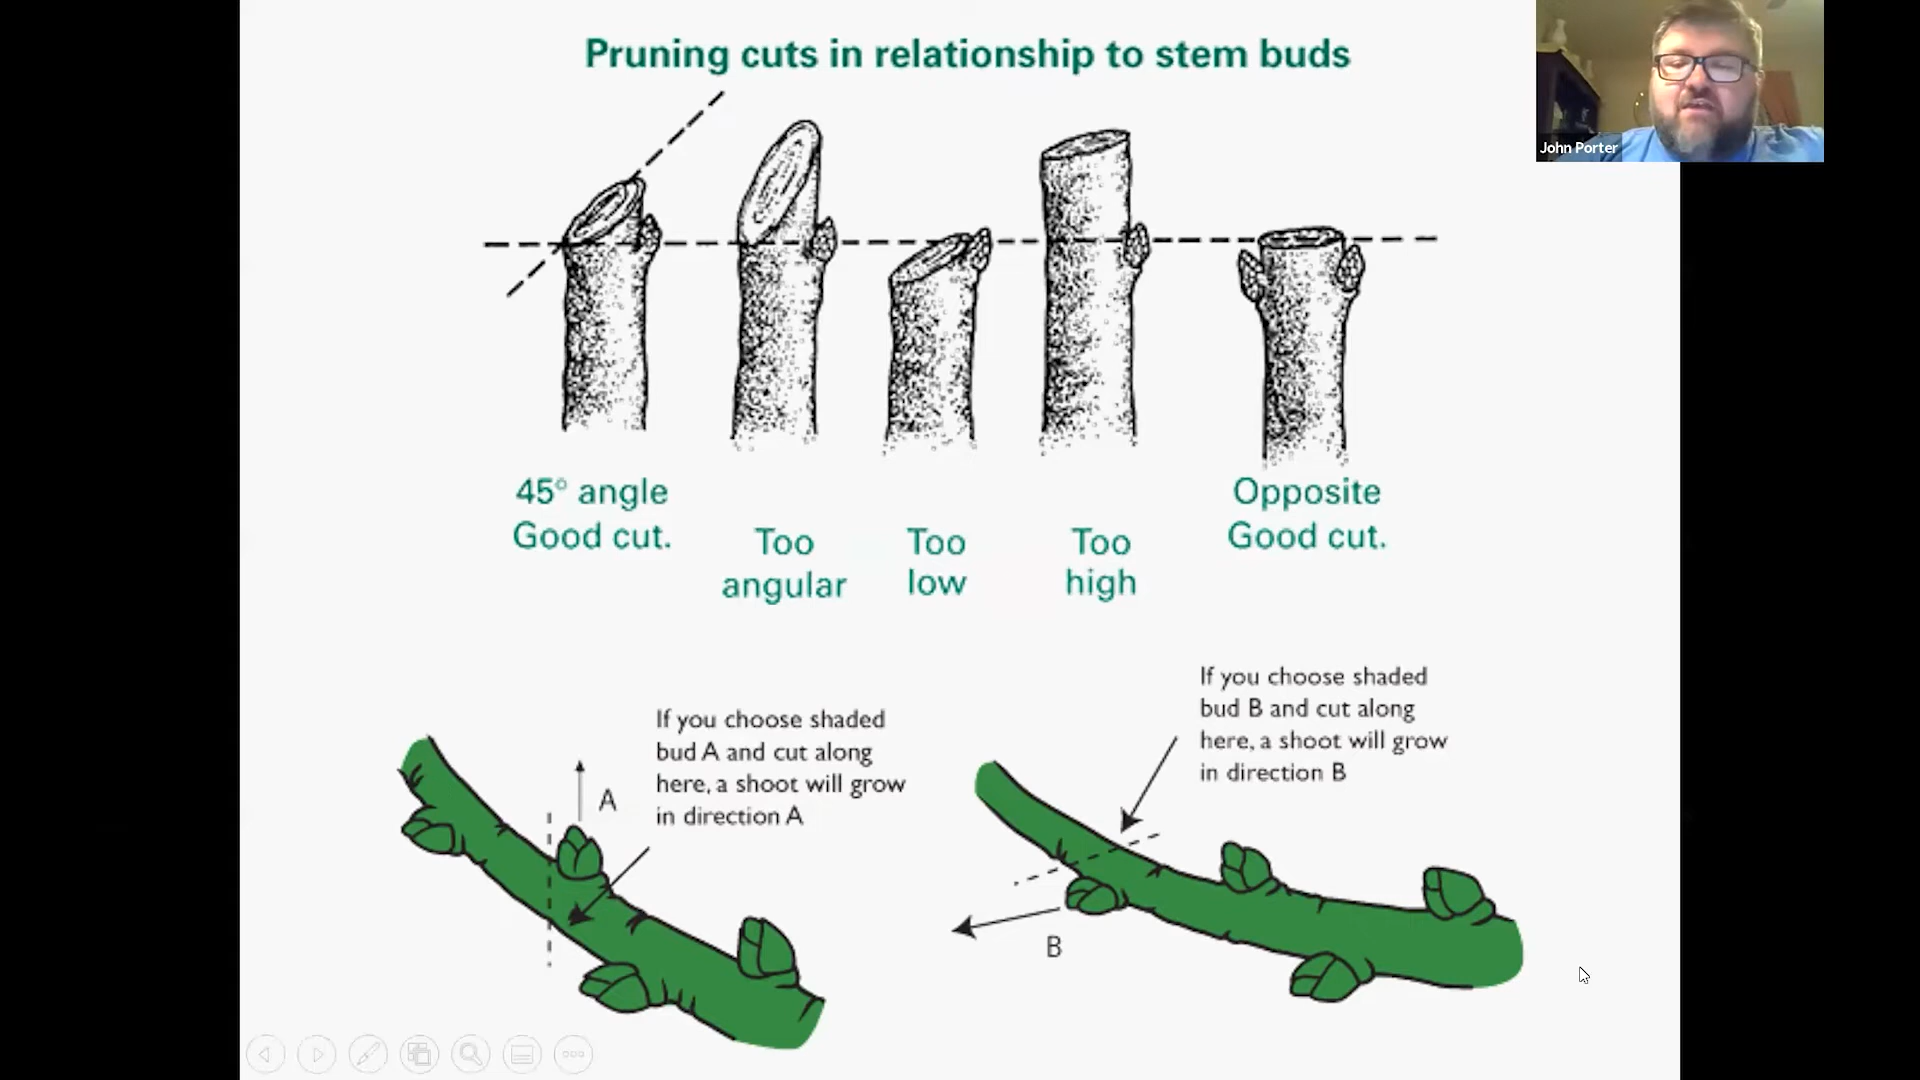 Pruning cuts in relationship to stem buds
John Porter
45° angle
Good cut.
Too
angular
Too
low
Too
high
Opposite
Good cut.
If you choose shaded
bud A and cut along
here, a shoot will grow
in direction A
A
If you choose shaded
bud B and cut along
here, a shoot will grow
in direction B
B